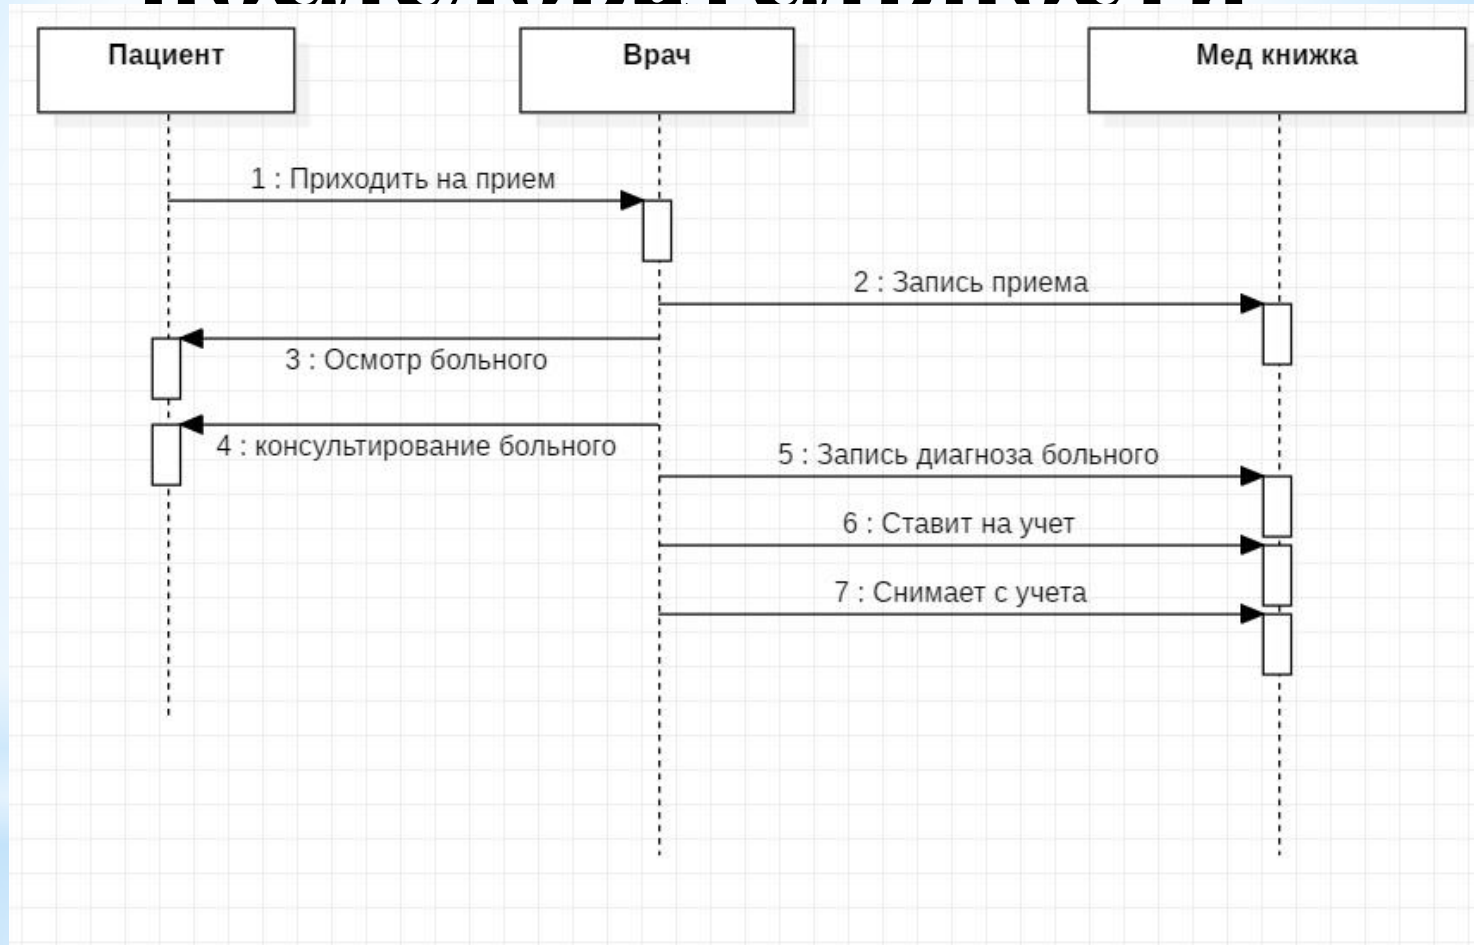 Пациент
Врач
Мед книжка
1 : Приходить на прием
2 : Запись приема
3 : Осмотр больного
4 : консультирование больного
5 : Запись диагноза больного
6 : Ставит на учет
7 : Снимает с учета